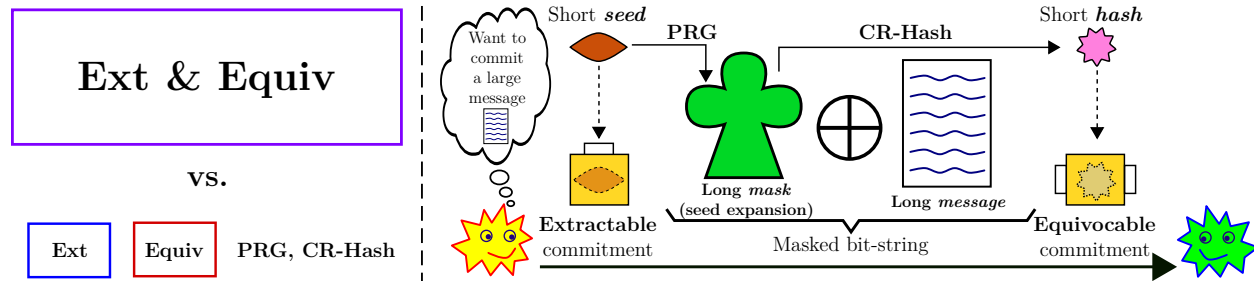 Ext & Equiv
vs.
Ext
Equiv
PRG, CR-Hash
Want to
commit
a large
message
Short seed
PRG
CR-Hash
Short hash
Long mask
(seed expansion)
Long message
Extractable
commitment
Masked bit-string
Equivocable
commitment